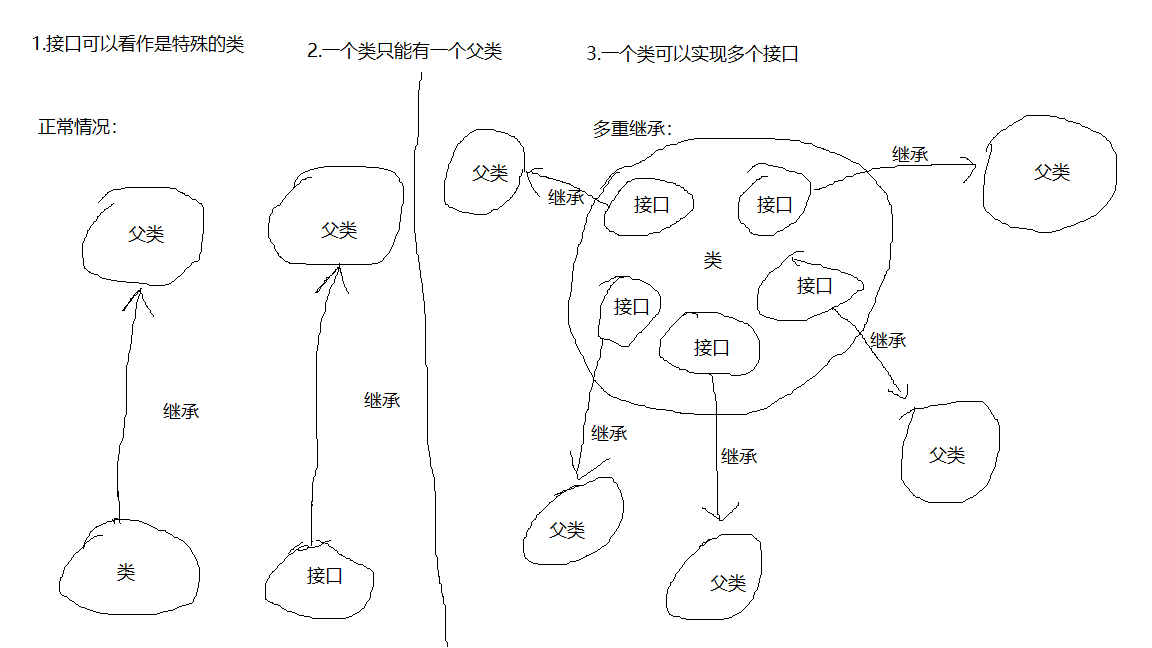 1.接口可以看作是特殊的类
2.一个类只能有一个父类
3.一个类可以实现多个接口
正常情况:
父类
父类
继承
继承
类
接口
多重继承:
父类
继承
接口
接口
继承
父类
类
接口
接口
接口
继承
继承
继承
父类
父类
父类